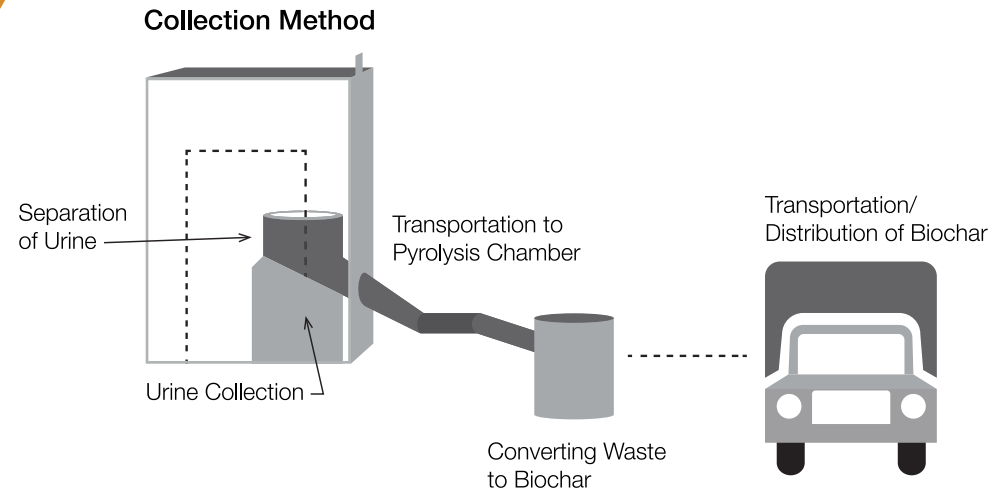 Collection Method
Separation
of Urine
Transportation to
Pyrolysis Chamber
Transportation/
Distribution of Biochar
Urine Collection
Converting Waste
to Biochar